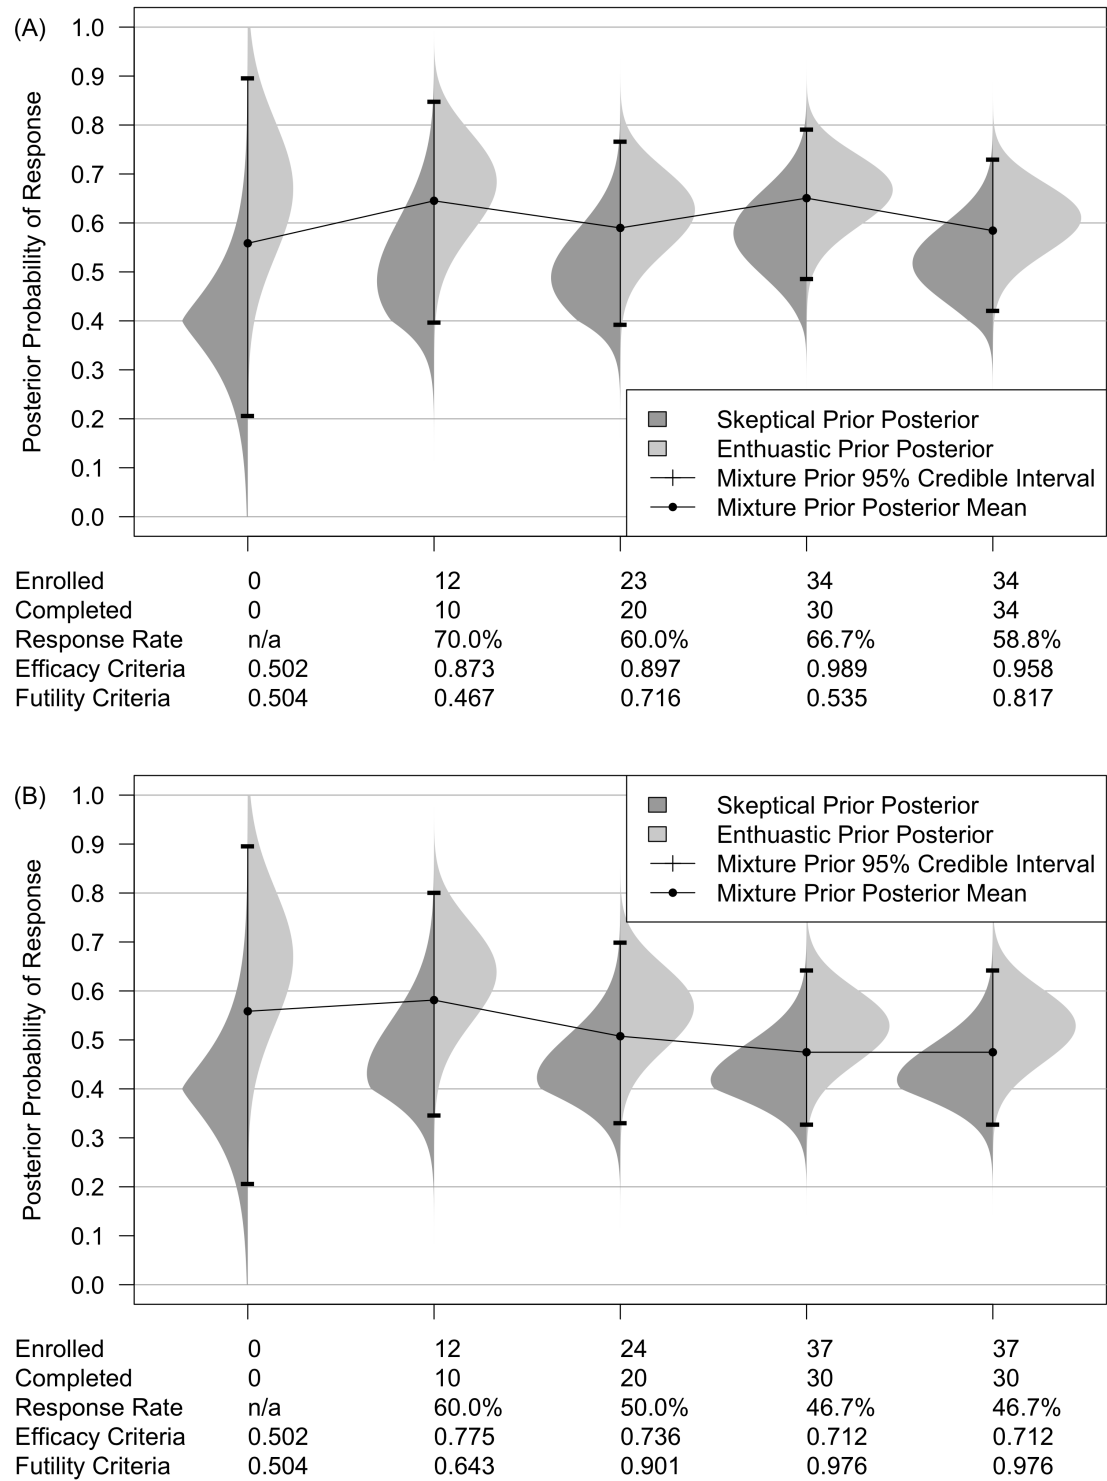 (A)
Posterior Probability of Response
1.0
0.9
0.8
0.7
0.6
0.5
0.4
0.3
0.2
0.1
0.0
Skeptical Prior Posterior
Enthuastic Prior Posterior
Mixture Prior 95% Credible Interval
Mixture Prior Posterior Mean
Enrolled 0 12 23 34 34
Completed 0 10 20 30 34
Response Rate n/a 70.0% 60.0% 66.7% 58.8%
Efficacy Criteria 0.502 0.873 0.897 0.989 0.958
Futility Criteria 0.504 0.467 0.716 0.535 0.817
(B)
Posterior Probability of Response
1.0
0.9
0.8
0.7
0.6
0.5
0.4
0.3
0.2
0.1
0.0
Skeptical Prior Posterior
Enthuastic Prior Posterior
Mixture Prior 95% Credible Interval
Mixture Prior Posterior Mean
Enrolled 0 12 24 37 37
Completed 0 10 20 30 30
Response Rate n/a 60.0% 50.0% 46.7% 46.7%
Efficacy Criteria 0.502 0.775 0.736 0.712 0.712
Futility Criteria 0.504 0.643 0.901 0.976 0.976